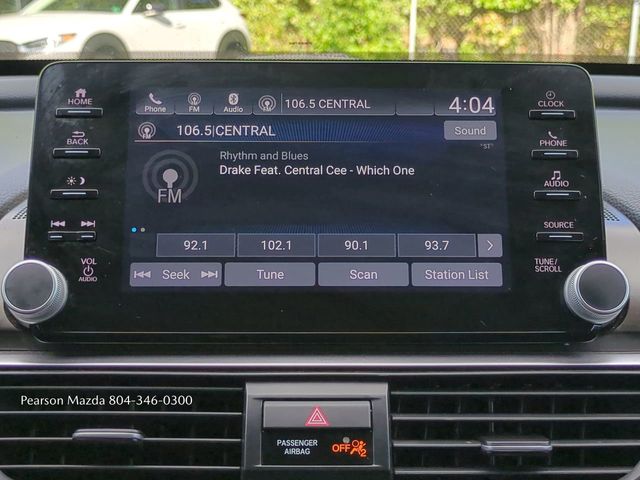 HOME
BACK
VOL
AUDIO
Phone FM Audio 106.5 CENTRAL 4:04
106.5|CENTRAL Sound
"ST"
Rhythm and Blues
Drake Feat. Central Cee - Which One
FM
92.1 102.1 90.1 93.7
Seek Tune Scan Station List
CLOCK
PHONE
AUDIO
SOURCE
TUNE/
SCROLL
Pearson Mazda 804-346-0300
PASSENGER
AIRBAG
OFF 2